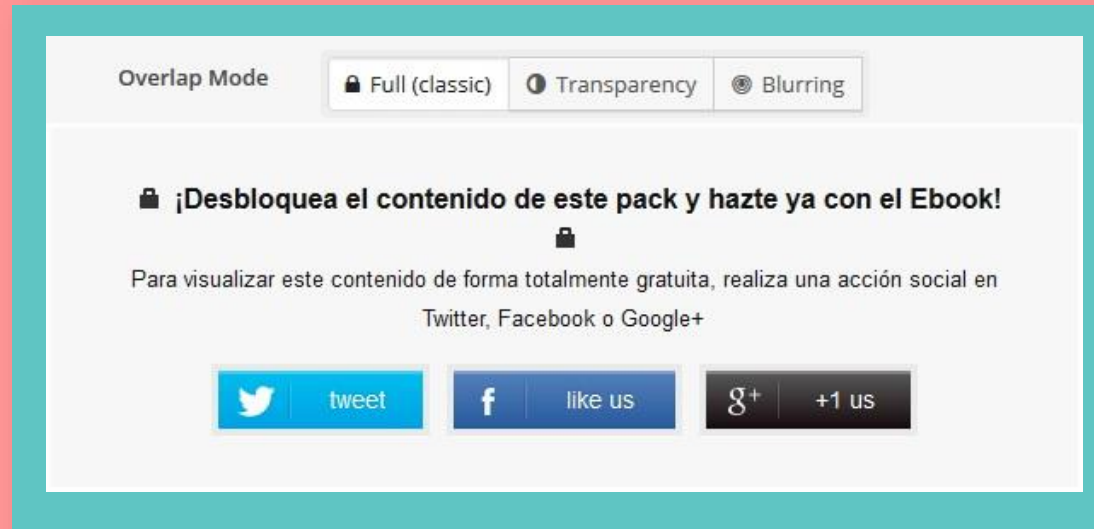 Overlap Mode Full (classic) Transparency Blurring
¡Desbloquea el contenido de este pack y hazte ya con el Ebook!
Para visualizar este contenido de forma totalmente gratuita, realiza una acción social en
Twitter, Facebook o Google+
tweet f like us g+ +1 us